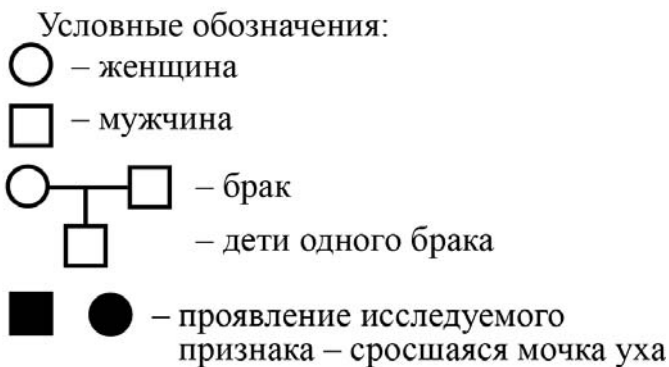 Условные обозначения:
– женщина
– мужчина
– брак
– дети одного брака
– проявление исследуемого
признака – сросшаяся мочка уха